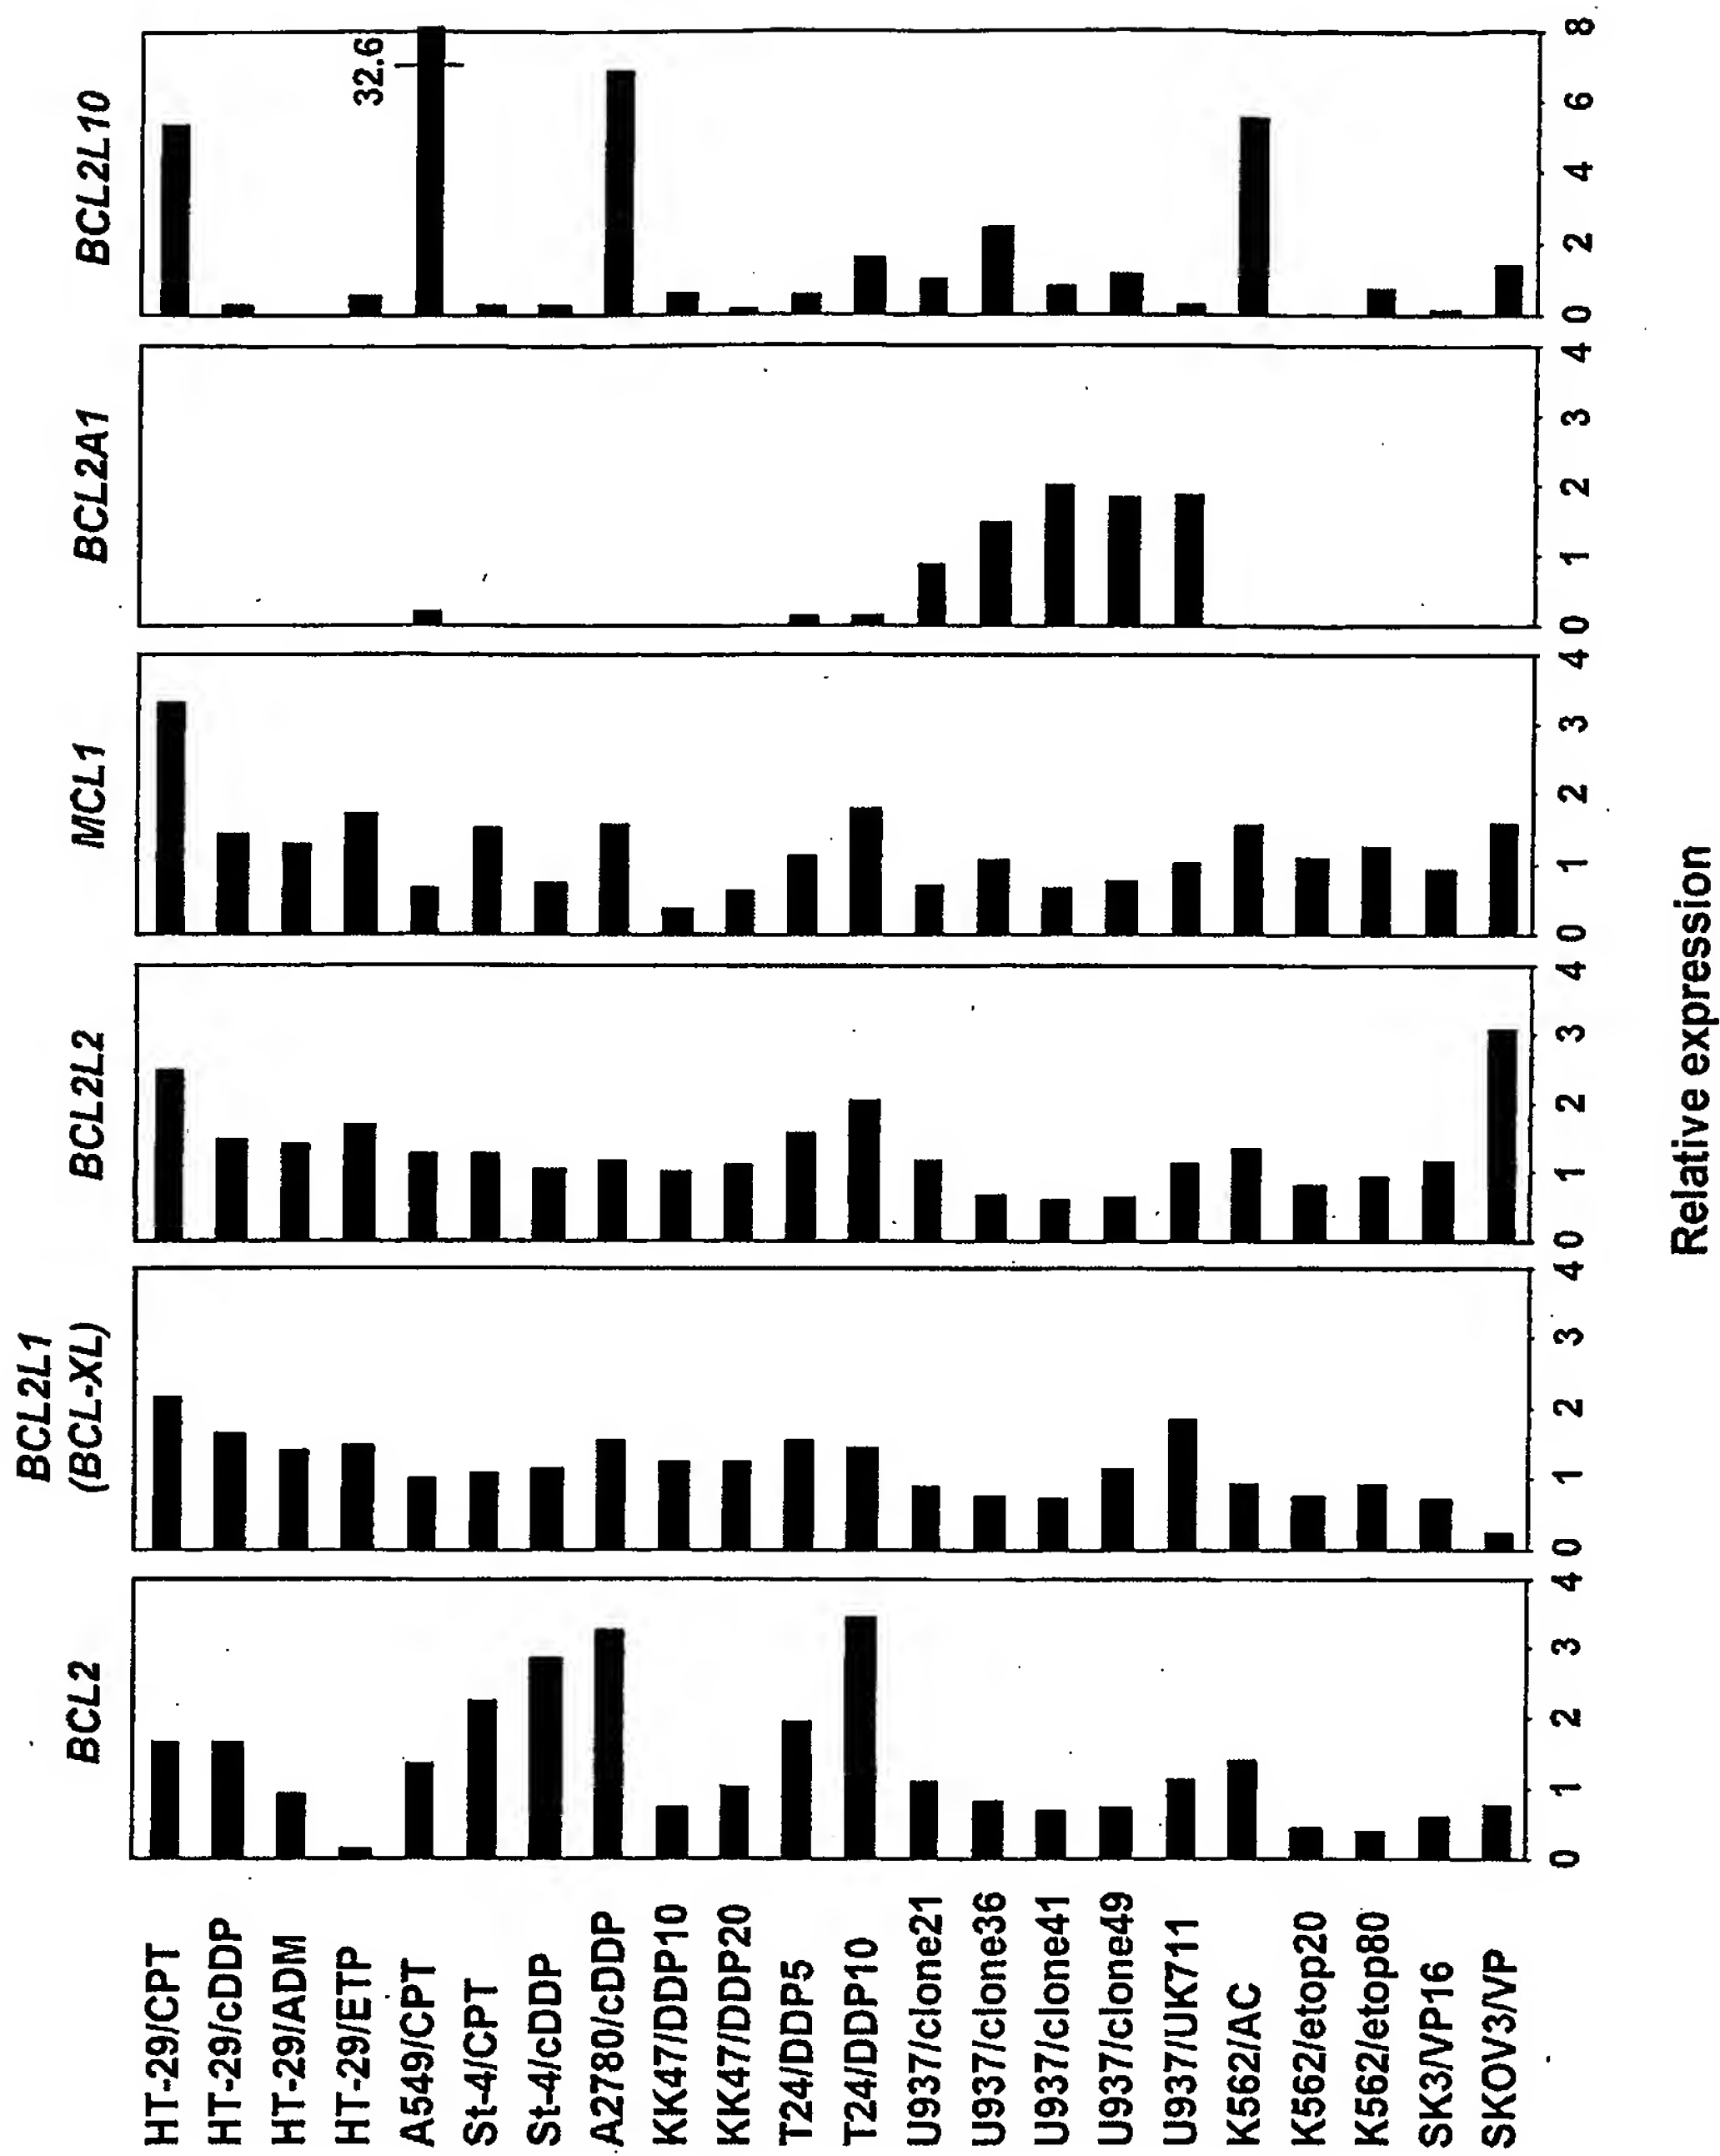 BCL2
BCL2L1
(BCL-XL)
BCL2L2
MCL1
BCL2A1
BCL2L10
HT-29/CPT
HT-29/cDDP
HT-29/ADM
HT-29/ETP
A549/CPT
St-4/CPT
St-4/cDDP
A2780/cDDP
KK47/DDP10
KK47/DDP20
T24/DDP5
T24/DDP10
U937/clone21
U937/clone36
U937/clone41
U937/clone49
U937/UK711
K562/AC
K562/etop20
K562/etop80
SK3/VP16
SKOV3/VP
32.6
0 1 2 3 4
0 1 2 3 4
0 1 2 3 4
0 1 2 3 4
0 1 2 3 4
0 2 4 6 8
Relative expression